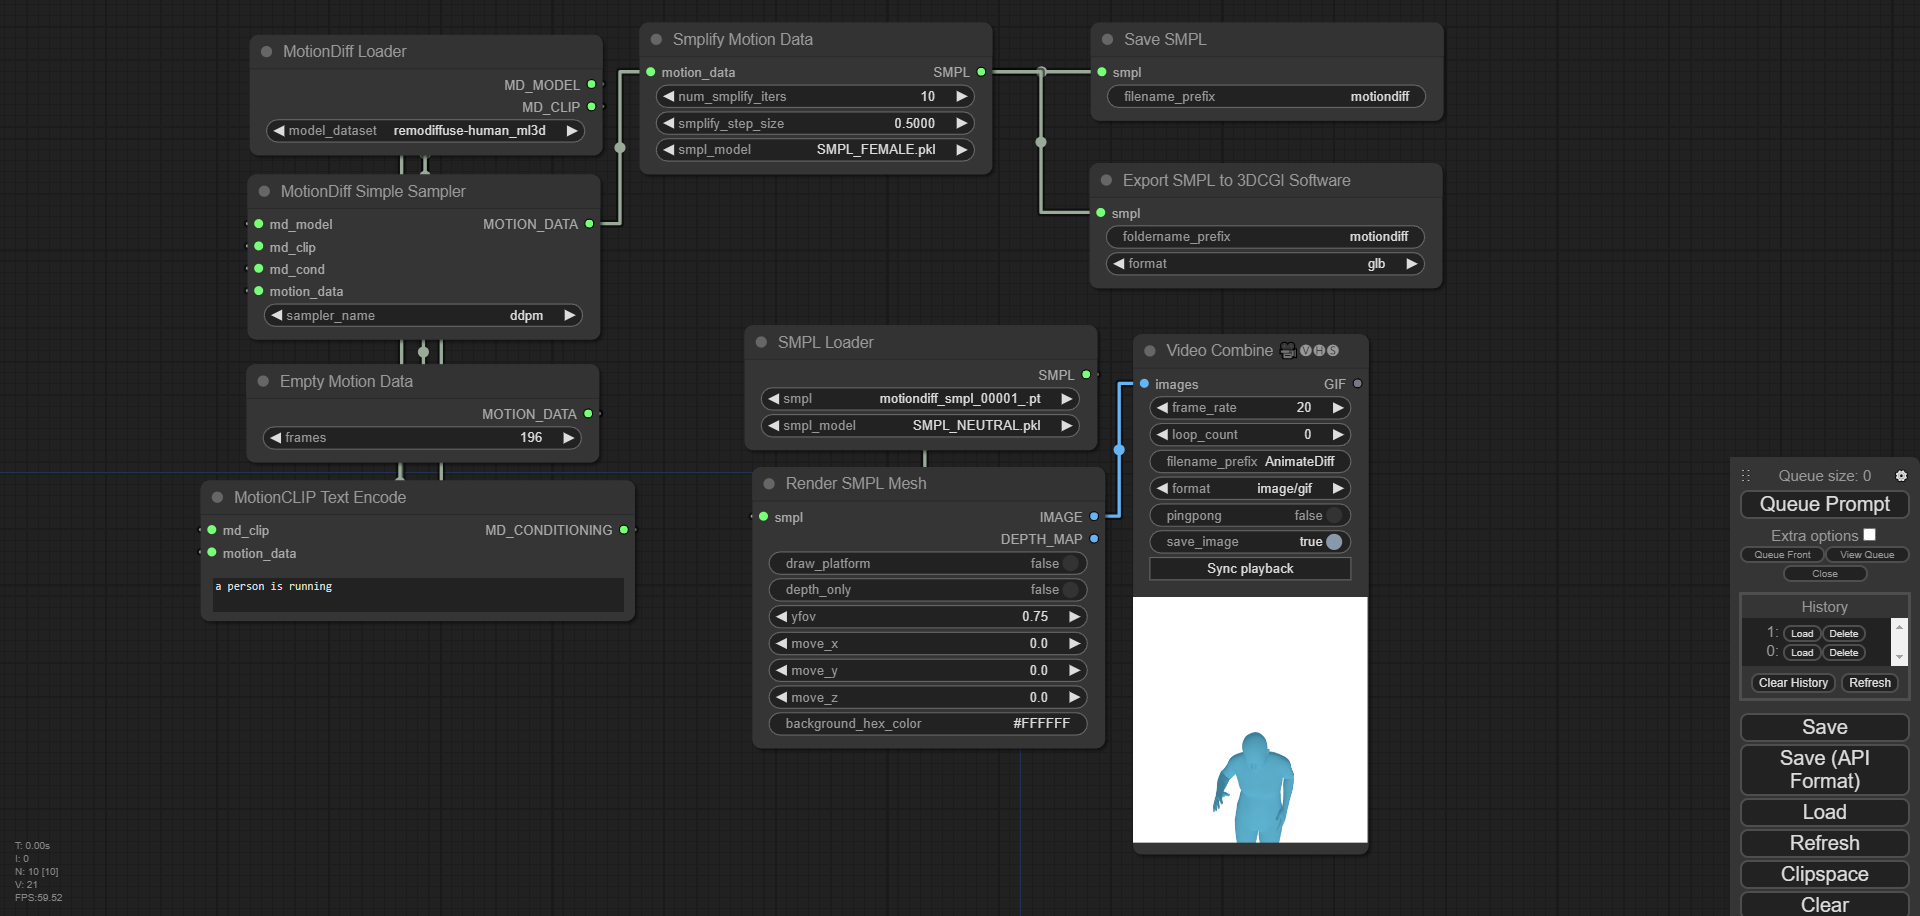 MotionDiff Loader
MD_MODEL
MD_CLIP
model_dataset remodiffuse-human_ml3d
MotionDiff Simple Sampler
md_model MOTION_DATA
md_clip
md_cond
motion_data
sampler_name ddpm
Empty Motion Data
MOTION_DATA
frames 196
MotionCLIP Text Encode
md_clip MD_CONDITIONING
motion_data
a person is running
Smplify Motion Data
motion_data SMPL
num_smplify_iters 10
smplify_step_size 0.5000
smpl_model SMPL_FEMALE.pkl
Save SMPL
smpl
filename_prefix motiondiff
Export SMPL to 3DCGI Software
smpl
foldername_prefix motiondiff
format glb
SMPL Loader
SMPL
smpl motiondiff_smpl_00001_.pt
smpl_model SMPL_NEUTRAL.pkl
Render SMPL Mesh
smpl IMAGE
DEPTH_MAP
draw_platform false
depth_only false
yfov 0.75
move_x 0.0
move_y 0.0
move_z 0.0
background_hex_color #FFFFFF
Video Combine 🎥🅥🅗🅢
images GIF
frame_rate 20
loop_count 0
filename_prefix AnimateDiff
format image/gif
pingpong false
save_image true
Sync playback
Queue size: 0
Queue Prompt
Extra options
Queue Front View Queue
Close
History
1: Load Delete
0: Load Delete
Clear History Refresh
Save
Save (API
Format)
Load
Refresh
Clipspace
Clear
T: 0.00s
I: 0
N: 10 [10]
V: 21
FPS:59.52